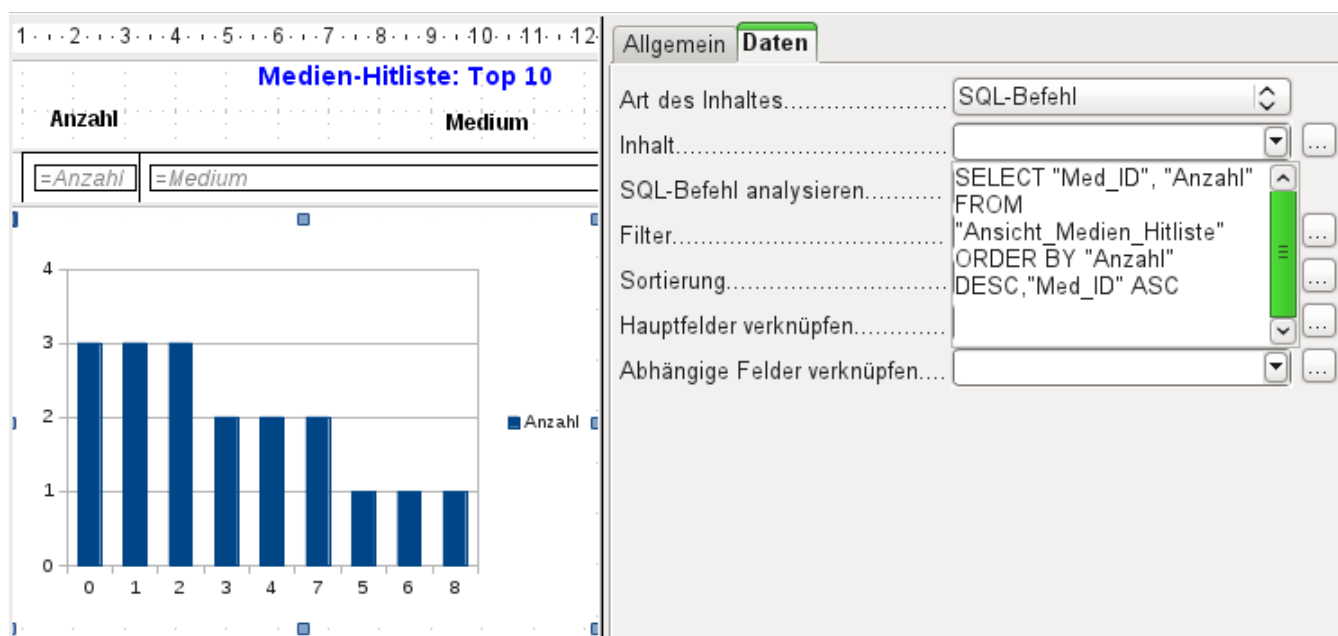 1 · · · 2 · · · 3 · · · 4 · · · 5 · · · 6 · · · 7 · · · 8 · · · 9 · · · 10 · · · 11 · · · 12
Medien-Hitliste: Top 10
Anzahl Medium
=Anzahl =Medium
4
3
2
1
0
0 1 2 3 4 7 5 6 8
Anzahl
Allgemein Daten
Art des Inhaltes SQL-Befehl
Inhalt ...
SQL-Befehl analysieren
SELECT "Med_ID", "Anzahl"
FROM
"Ansicht_Medien_Hitliste"
ORDER BY "Anzahl"
DESC,"Med_ID" ASC
Filter ...
Sortierung ...
Hauptfelder verknüpfen ...
Abhängige Felder verknüpfen ...